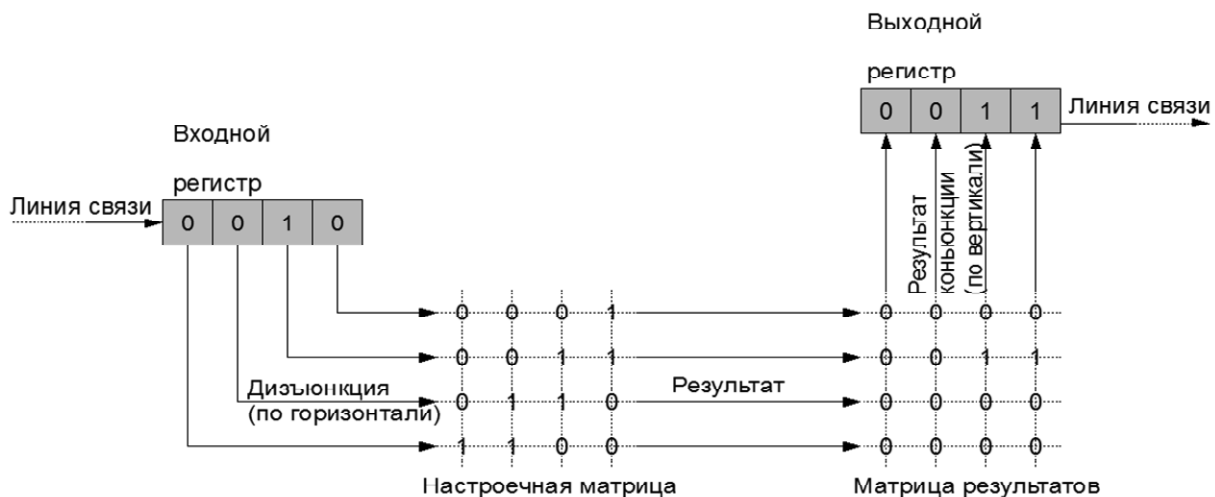 Выходной
регистр
0 0 1 1
Линия связи
Входной
регистр
Линия связи
0 0 1 0
Результат
коньюнкции
(по вертикали)
0 0 0 1
0 0 0 0
0 0 1 1
0 0 1 1
Дизъюнкция
(по горизонтали)
0 1 1 0
Результат
0 0 0 0
1 1 0 0
0 0 0 0
Настроечная матрица
Матрица результатов